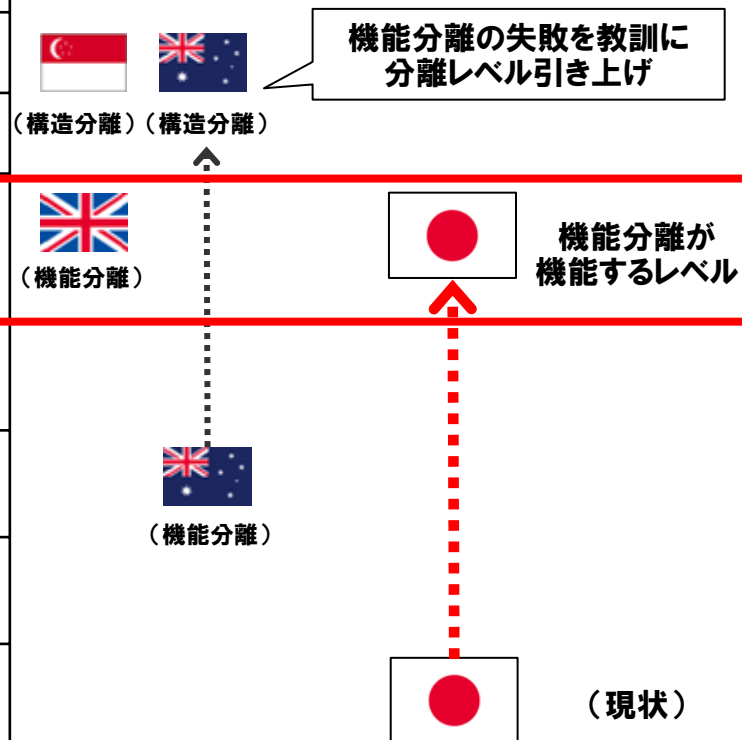 機能分離の失敗を教訓に
分離レベル引き上げ
（構造分離）（構造分離）
（機能分離）
機能分離が
機能するレベル
（機能分離）
（現状）